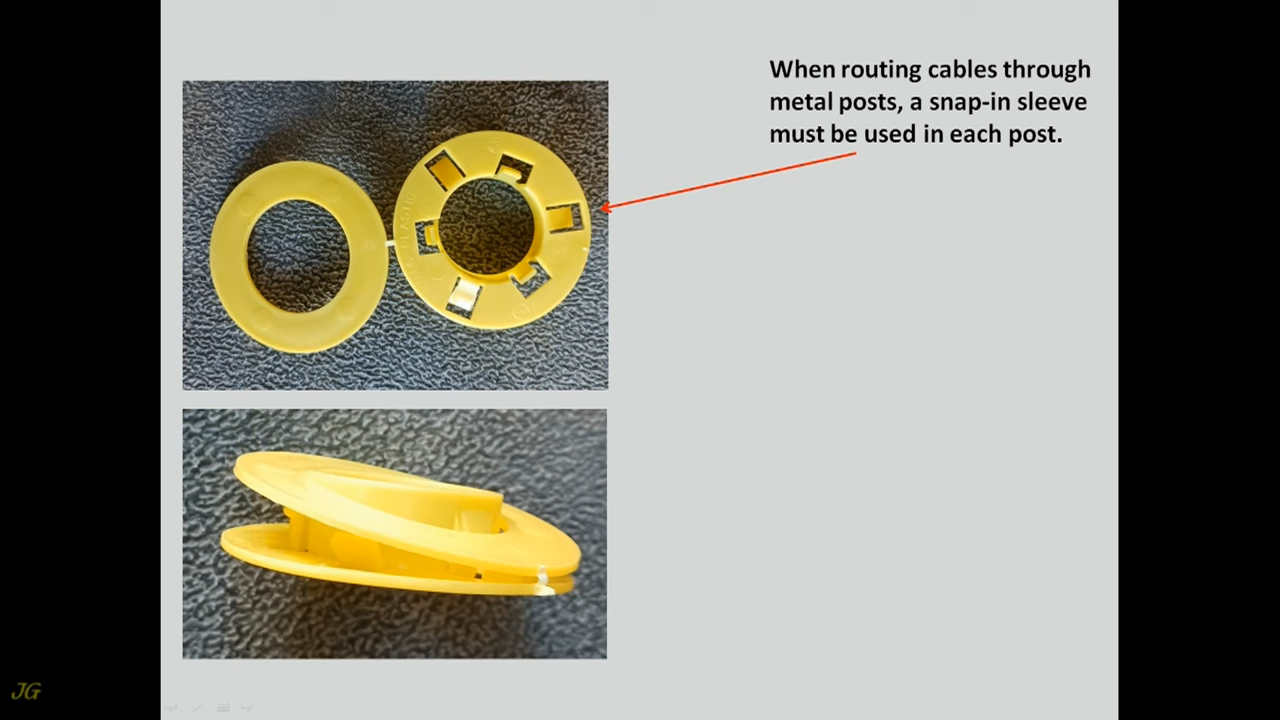 When routing cables through
metal posts, a snap-in sleeve
must be used in each post.
JG